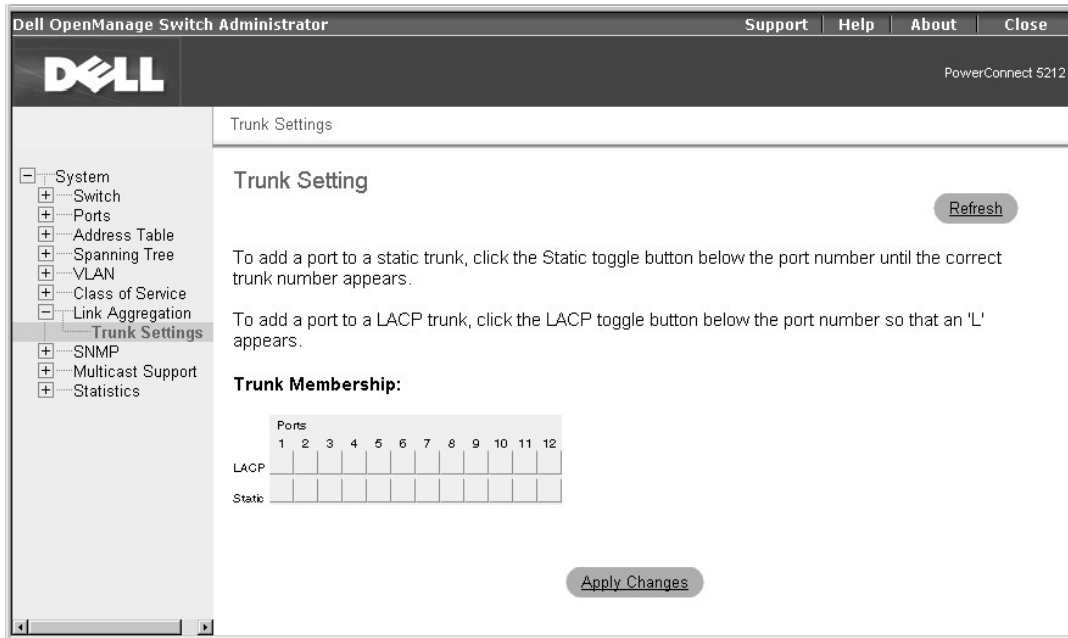 Dell OpenManage Switch Administrator
Support | Help | About | Close
DELL
PowerConnect 5212
Trunk Settings
System
Switch
Ports
Address Table
Spanning Tree
VLAN
Class of Service
Link Aggregation
Trunk Settings
SNMP
Multicast Support
Statistics
Trunk Setting
Refresh
To add a port to a static trunk, click the Static toggle button below the port number until the correct
trunk number appears.
To add a port to a LACP trunk, click the LACP toggle button below the port number so that an 'L'
appears.
Trunk Membership:
Ports
1 2 3 4 5 6 7 8 9 10 11 12
LACP
Static
Apply Changes